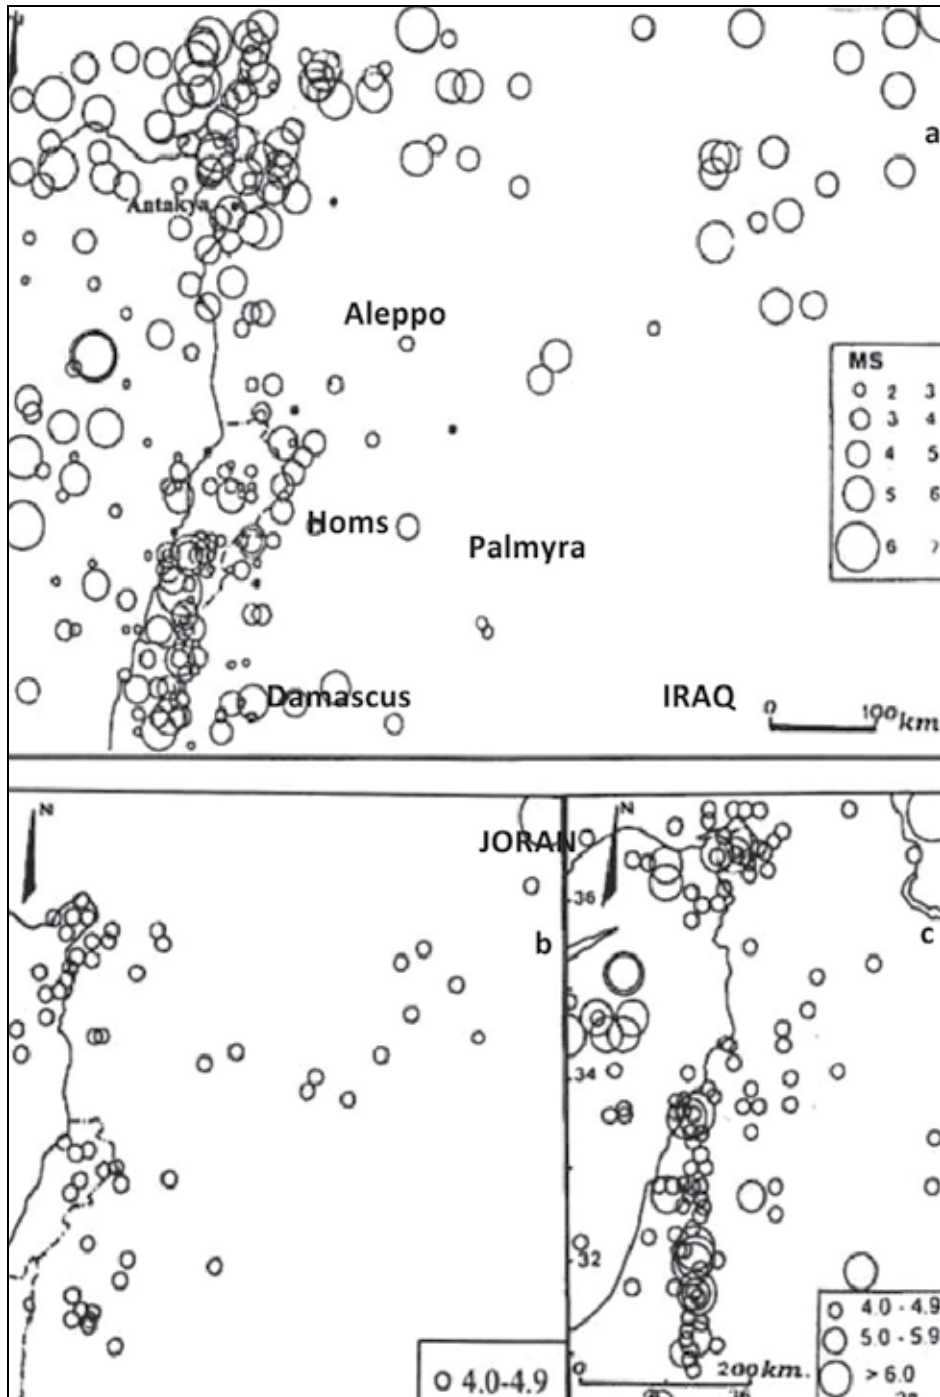 a
Antakya
Aleppo
MS
2 3
3 4
4 5
5 6
6 7
Homs
Palmyra
Damascus
IRAQ
0 100km
N
JORAN
b
4.0-4.9
N
36
c
34
32
4.0 - 4.9
5.0 - 5.9
> 6.0
0 200km.